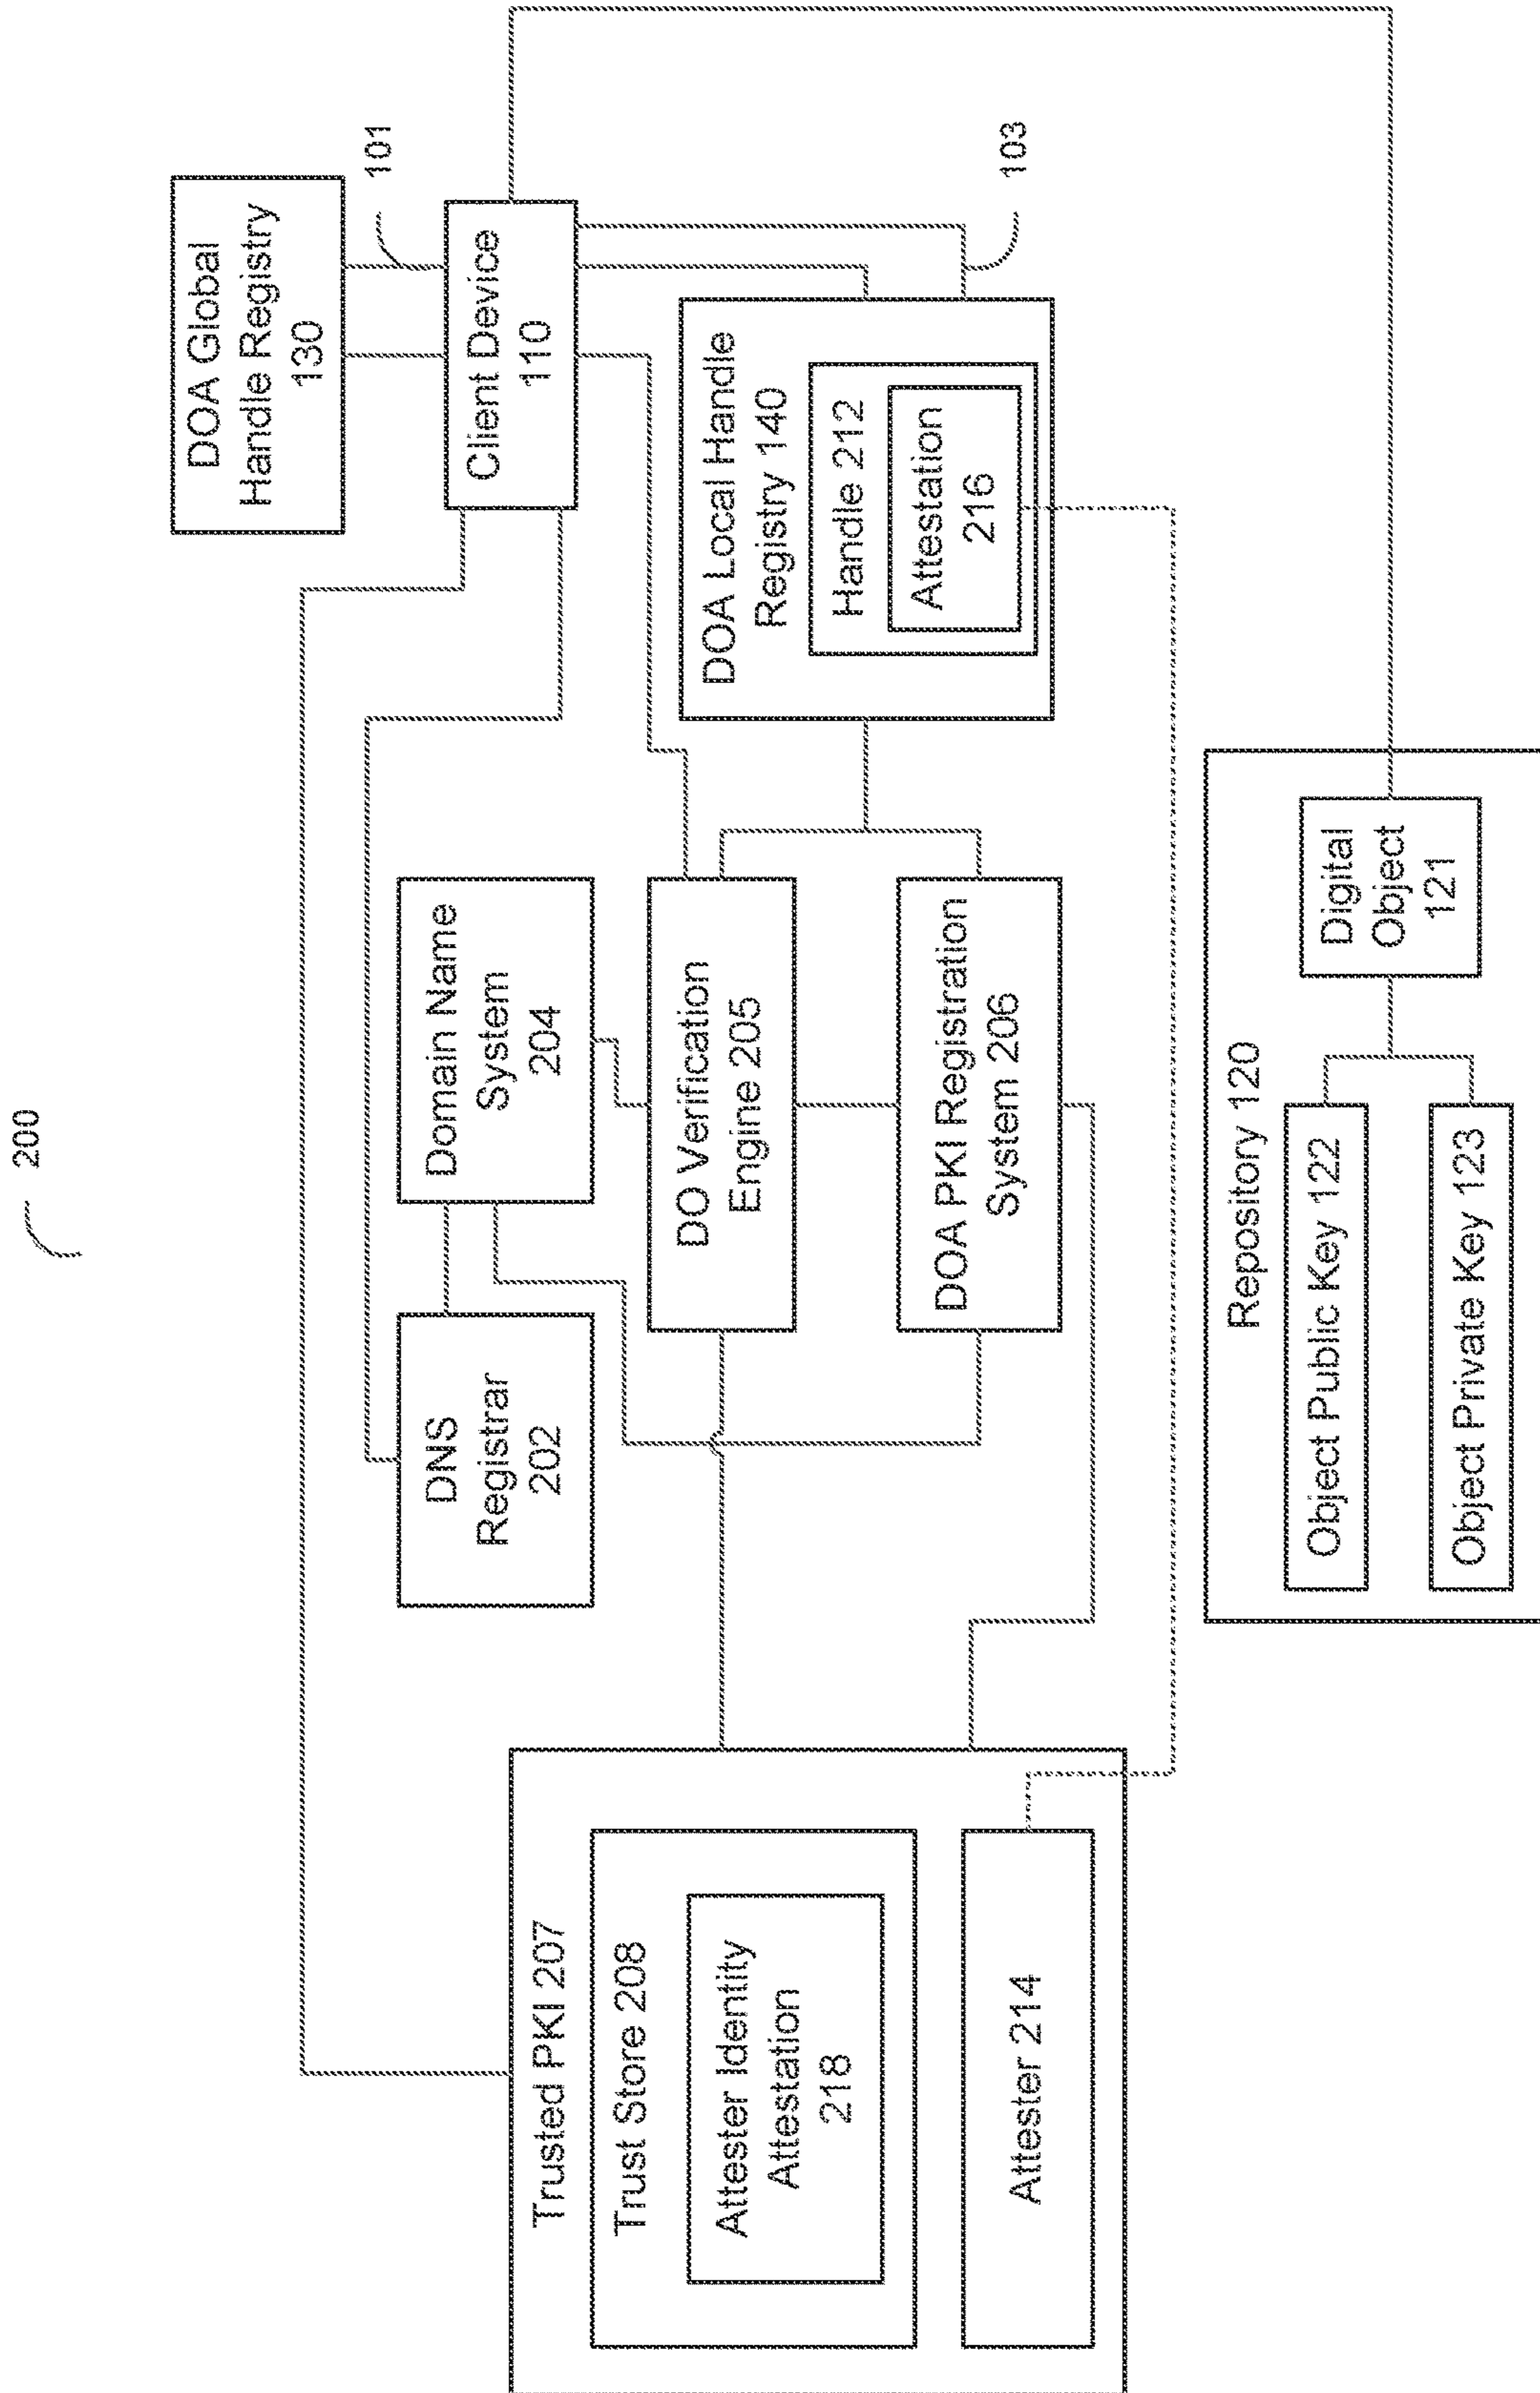 200
DOA Global
Handle Registry
130
101
Client Device
110
103
DOA Local Handle
Registry 140
Handle 212
Attestation
216
Domain Name
System
204
DNS
Registrar
202
DO Verification
Engine 205
DOA PKI Registration
System 206
Trusted PKI 207
Trust Store 208
Attester Identity
Attestation
218
Attester 214
Repository 120
Object Public Key 122
Object Private Key 123
Digital
Object
121